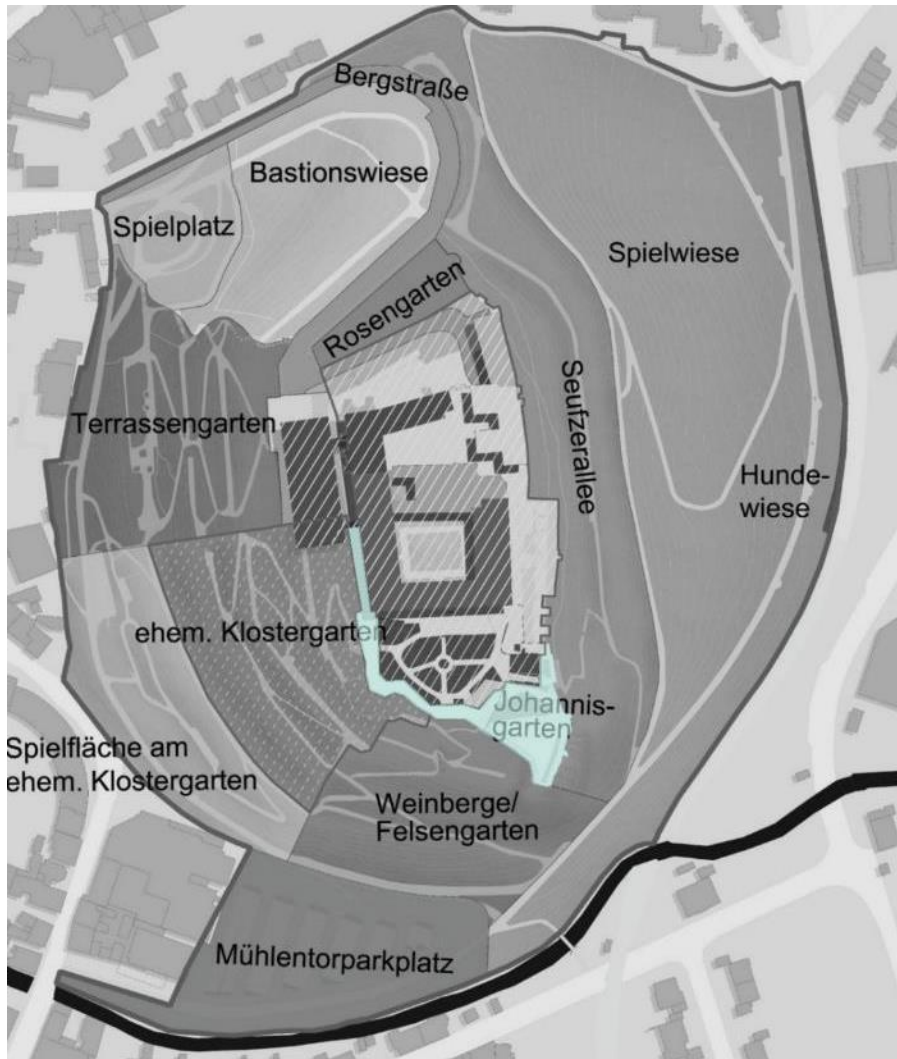 Bergstraße
Bastionswiese
Spielplatz
Spielwiese
Rosengarten
Seufzerallee
Terrassengarten
Hunde-
wiese
ehem. Klostergarten
Johannis-
garten
Spielfläche am
ehem. Klostergarten
Weinberge/
Felsengarten
Mühlentorparkplatz